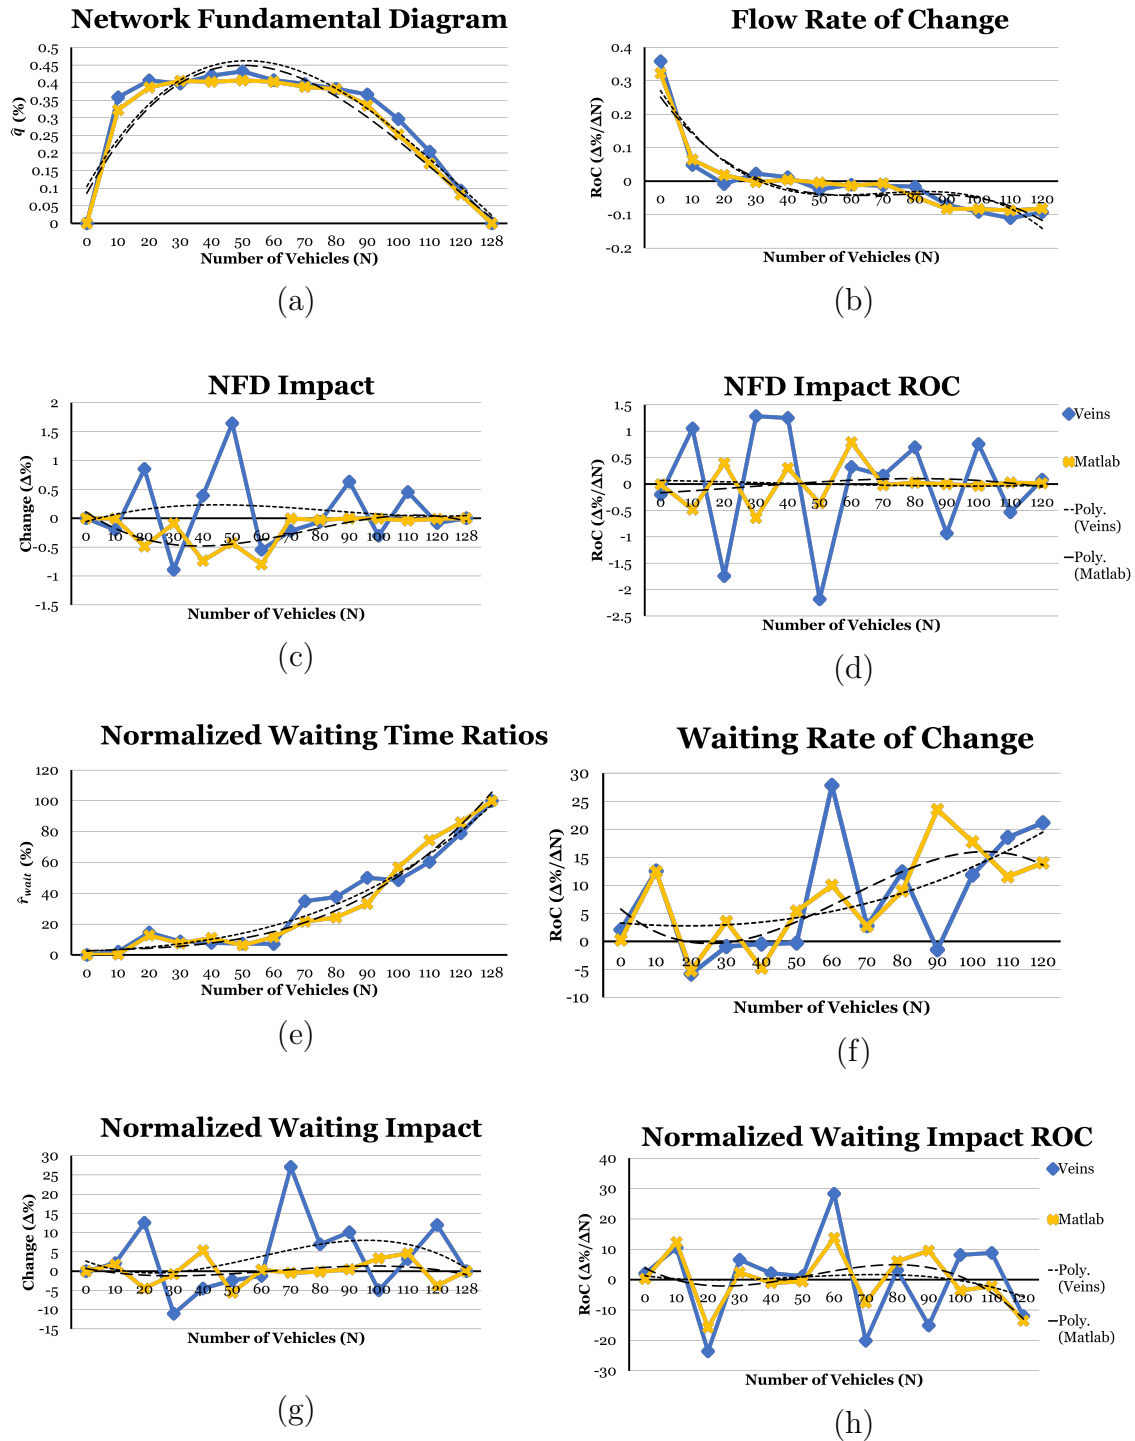 Network Fundamental Diagram
0.5
0.45
0.4
0.35
0.3
0.25
0.2
0.15
0.1
0.05
0
q̂ (%)
0 10 20 30 40 50 60 70 80 90 100 110 120 128
Number of Vehicles (N)
(a)
Flow Rate of Change
0.4
0.3
0.2
0.1
0
-0.1
-0.2
RoC (Δ%/ΔN)
0 10 20 30 40 50 60 70 80 90 100 110 120
Number of Vehicles (N)
(b)
NFD Impact
2
1.5
1
0.5
0
-0.5
-1
-1.5
Change (Δ%)
0 10 20 30 40 50 60 70 80 90 100 110 120 128
Number of Vehicles (N)
(c)
NFD Impact ROC
1.5
1
0.5
0
-0.5
-1
-1.5
-2
-2.5
RoC (Δ%/ΔN)
0 10 20 30 40 50 60 70 80 90 100 110 120
Number of Vehicles (N)
Veins
Matlab
Poly.
(Veins)
Poly.
(Matlab)
(d)
Normalized Waiting Time Ratios
120
100
80
60
40
20
0
r̂wait (%)
0 10 20 30 40 50 60 70 80 90 100 110 120 128
Number of Vehicles (N)
(e)
Waiting Rate of Change
30
25
20
15
10
5
0
-5
-10
RoC (Δ%/ΔN)
0 10 20 30 40 50 60 70 80 90 100 110 120
Number of Vehicles (N)
(f)
Normalized Waiting Impact
30
25
20
15
10
5
0
-5
-10
-15
Change (Δ%)
0 10 20 30 40 50 60 70 80 90 100 110 120 128
Number of Vehicles (N)
(g)
Normalized Waiting Impact ROC
40
30
20
10
0
-10
-20
-30
RoC (Δ%/ΔN)
0 10 20 30 40 50 60 70 80 90 100 110 120
Number of Vehicles (N)
Veins
Matlab
Poly.
(Veins)
Poly.
(Matlab)
(h)